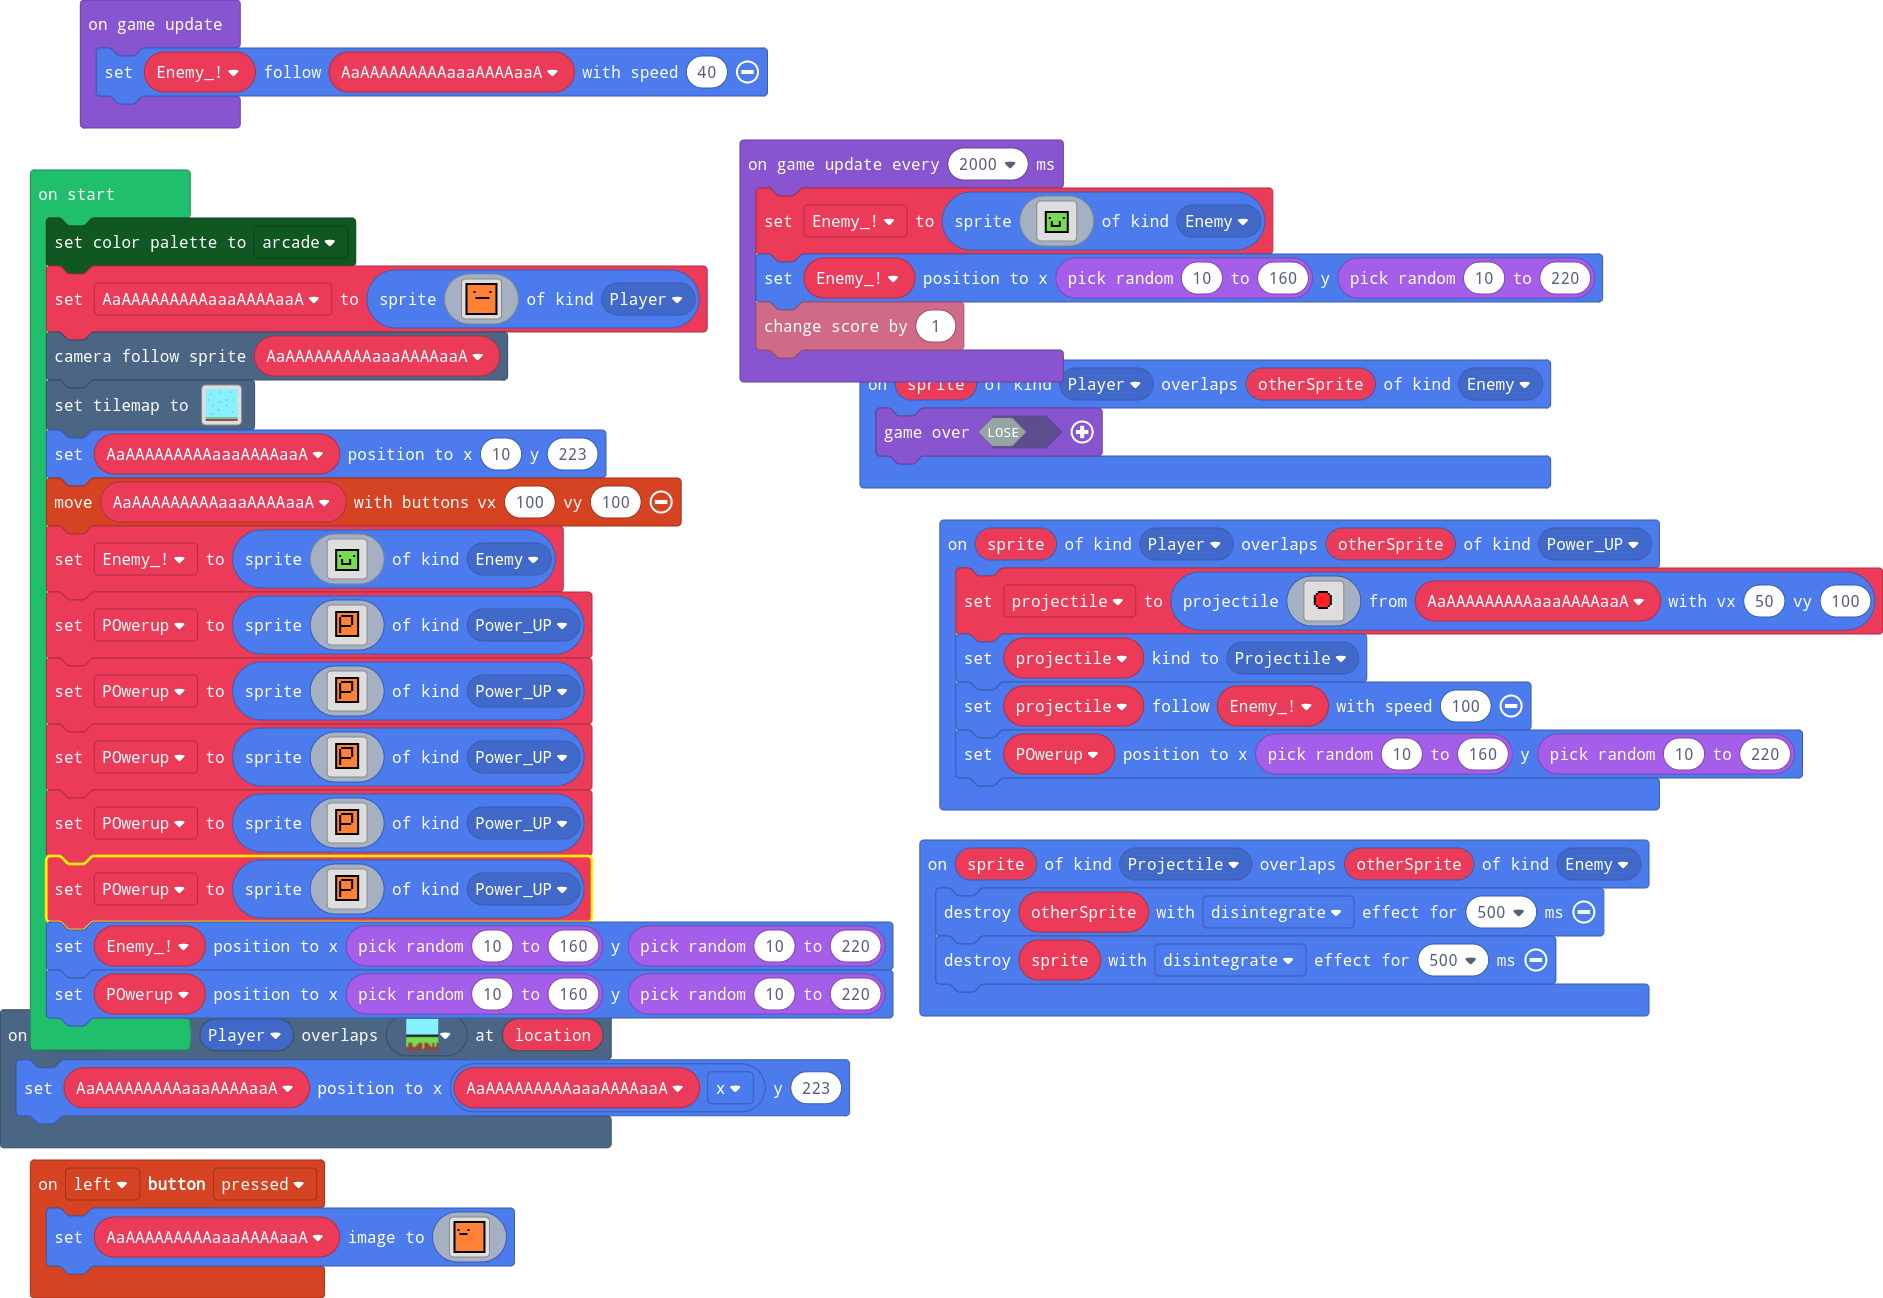 on game update
set Enemy_! follow AaAAAAAAAAAaaaAAAAaaA with speed 40
on game update every 2000 ms
set Enemy_! to sprite of kind Enemy
set Enemy_! position to x pick random 10 to 160 y pick random 10 to 220
change score by 1
on start
set color palette to arcade
set AaAAAAAAAAAaaaAAAAaaA to sprite of kind Player
camera follow sprite AaAAAAAAAAAaaaAAAAaaA
set tilemap to
set AaAAAAAAAAAaaaAAAAaaA position to x 10 y 223
move AaAAAAAAAAAaaaAAAAaaA with buttons vx 100 vy 100
set Enemy_! to sprite of kind Enemy
set POwerup to sprite P of kind Power_UP
set POwerup to sprite P of kind Power_UP
set POwerup to sprite P of kind Power_UP
set POwerup to sprite P of kind Power_UP
set POwerup to sprite P of kind Power_UP
set Enemy_! position to x pick random 10 to 160 y pick random 10 to 220
set POwerup position to x pick random 10 to 160 y pick random 10 to 220
on sprite of kind Player overlaps otherSprite of kind Enemy
game over LOSE
on sprite of kind Player overlaps otherSprite of kind Power_UP
set projectile to projectile from AaAAAAAAAAAaaaAAAAaaA with vx 50 vy 100
set projectile kind to Projectile
set projectile follow Enemy_! with speed 100
set POwerup position to x pick random 10 to 160 y pick random 10 to 220
on sprite of kind Projectile overlaps otherSprite of kind Enemy
destroy otherSprite with disintegrate effect for 500 ms
destroy sprite with disintegrate effect for 500 ms
on Player overlaps at location
set AaAAAAAAAAAaaaAAAAaaA position to x AaAAAAAAAAAaaaAAAAaaA x y 223
on left button pressed
set AaAAAAAAAAAaaaAAAAaaA image to